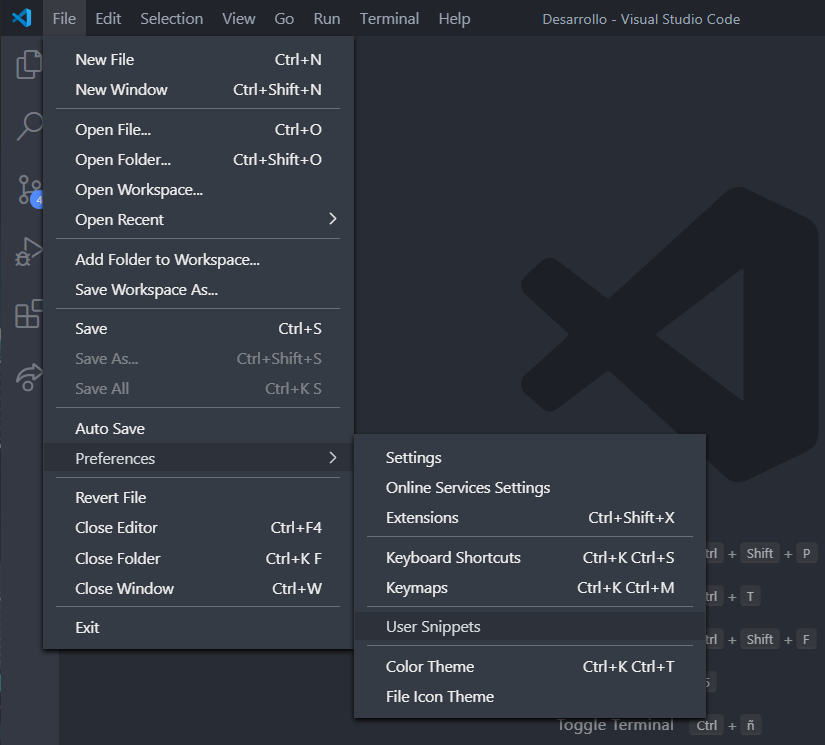 File Edit Selection View Go Run Terminal Help Desarrollo - Visual Studio Code
New File Ctrl+N
New Window Ctrl+Shift+N
Open File... Ctrl+O
Open Folder... Ctrl+Shift+O
Open Workspace...
Open Recent
Add Folder to Workspace...
Save Workspace As...
Save Ctrl+S
Save As... Ctrl+Shift+S
Save All Ctrl+K S
Auto Save
Preferences
Revert File
Close Editor Ctrl+F4
Close Folder Ctrl+K F
Close Window Ctrl+W
Exit
4
Settings
Online Services Settings
Extensions Ctrl+Shift+X
Keyboard Shortcuts Ctrl+K Ctrl+S
Keymaps Ctrl+K Ctrl+M
User Snippets
Color Theme Ctrl+K Ctrl+T
File Icon Theme
trl + Shift + P
trl + T
trl + Shift + F
5
Toggle Terminal Ctrl + ñ